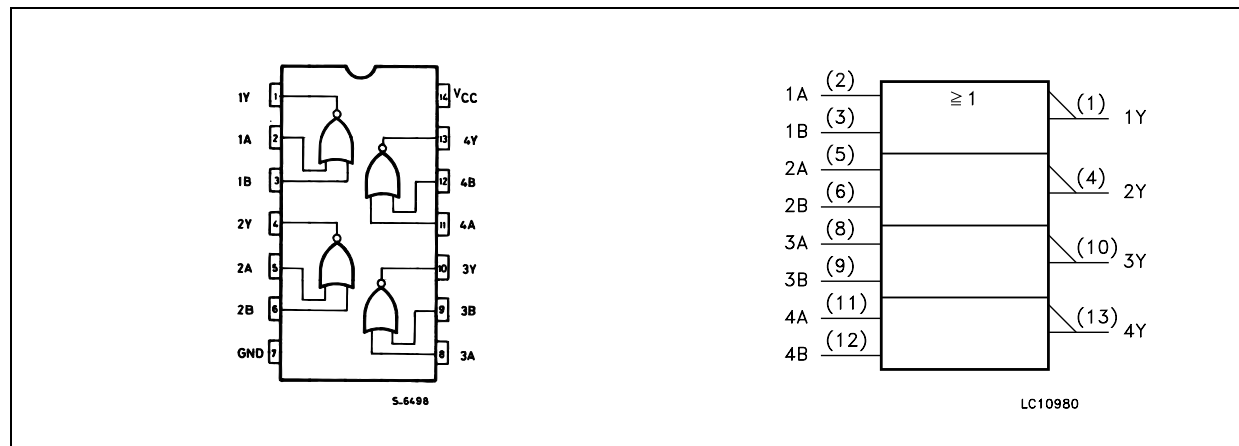 1Y 1
1A 2
1B 3
2Y 4
2A 5
2B 6
GND 7
14 VCC
13 4Y
12 4B
11 4A
10 3Y
9 3B
8 3A
S-6498
≧ 1
1A (2)
1B (3)
2A (5)
2B (6)
3A (8)
3B (9)
4A (11)
4B (12)
(1) 1Y
(4) 2Y
(10) 3Y
(13) 4Y
LC10980